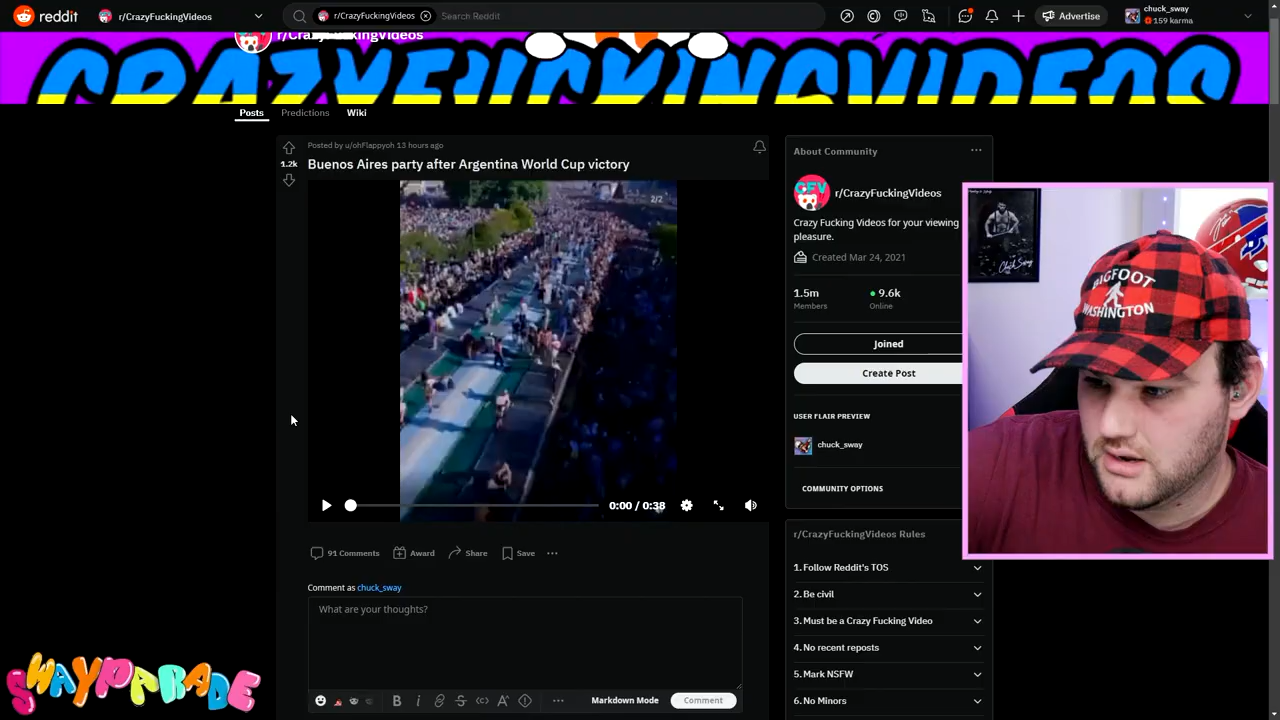 reddit
r/CrazyFuckingVideos
r/CrazyFuckingVideos
Search Reddit
Advertise
chuck_sway
159 karma
r/CrazyFuckingVideos
CRAZYFUCKINGVIDEOS
Posts
Predictions
Wiki
Posted by u/ohFlappyoh 13 hours ago
1.2k
Buenos Aires party after Argentina World Cup victory
2/2
0:00 / 0:38
91 Comments
Award
Share
Save
Comment as chuck_sway
What are your thoughts?
B
i
Markdown Mode
Comment
About Community
CFV
r/CrazyFuckingVideos
Crazy Fucking Videos for your viewing
pleasure.
Created Mar 24, 2021
1.5m
9.6k
Members
Online
Joined
Create Post
USER FLAIR PREVIEW
chuck_sway
COMMUNITY OPTIONS
r/CrazyFuckingVideos Rules
1. Follow Reddit's TOS
2. Be civil
3. Must be a Crazy Fucking Video
4. No recent reposts
5. Mark NSFW
6. No Minors
Chuck Sway
BIGFOOT
WASHINGTON
SWAYPARADE